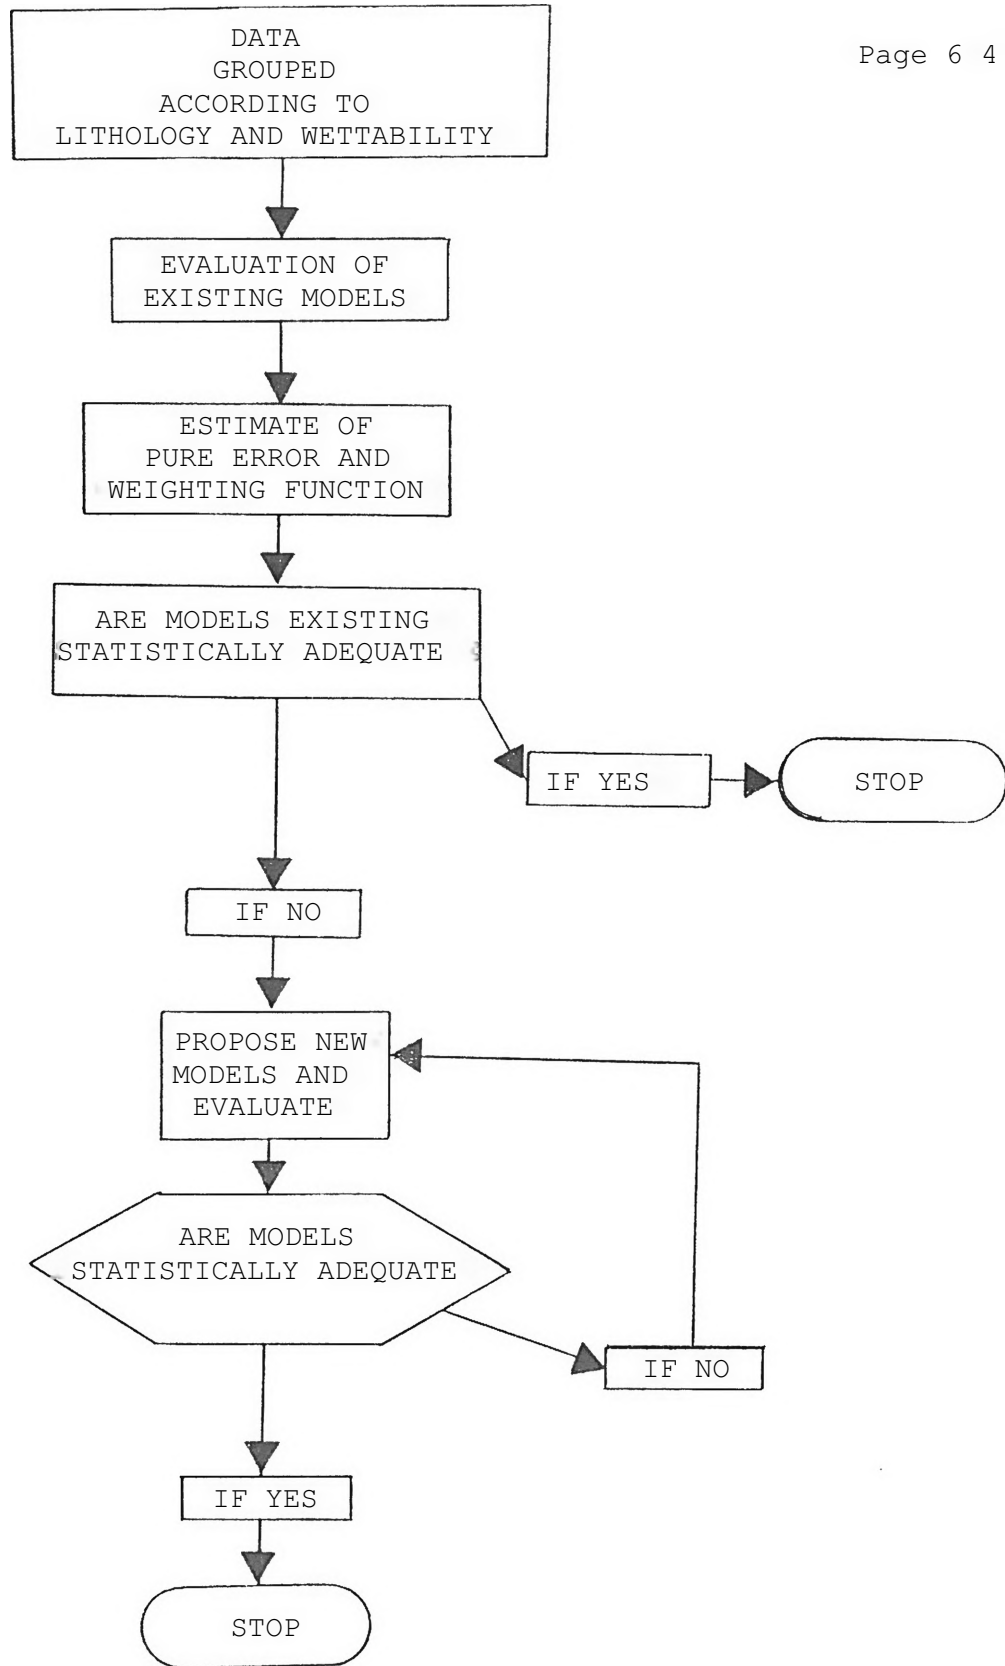 Page 6 4
DATA
GROUPED
ACCORDING TO
LITHOLOGY AND WETTABILITY
EVALUATION OF
EXISTING MODELS
ESTIMATE OF
PURE ERROR AND
WEIGHTING FUNCTION
ARE MODELS EXISTING
STATISTICALLY ADEQUATE
IF YES
STOP
IF NO
PROPOSE NEW
MODELS AND
EVALUATE
ARE MODELS
STATISTICALLY ADEQUATE
IF NO
IF YES
STOP